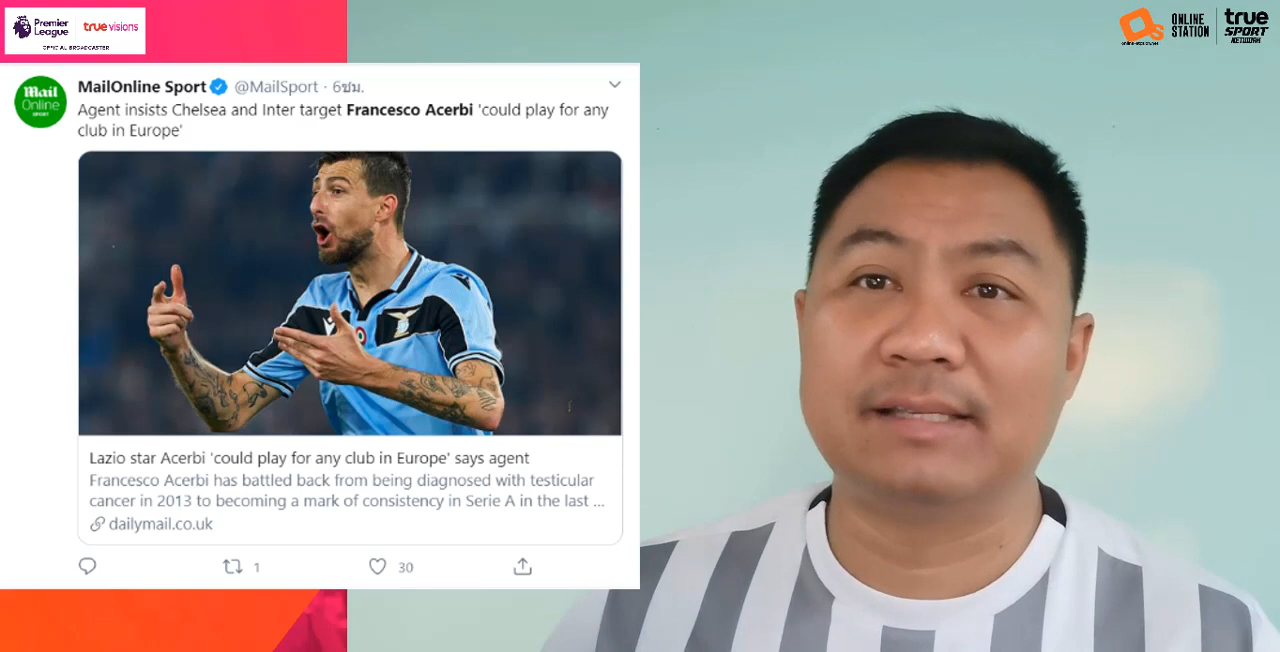 Premier
League
true visions
OFFICIAL BROADCASTER
ONLINE
STATION
true
SPORT
NETWORK
Mail
Online
SPORT
MailOnline Sport @MailSport · 6ชม.
Agent insists Chelsea and Inter target Francesco Acerbi 'could play for any
club in Europe'
Lazio star Acerbi 'could play for any club in Europe' says agent
Francesco Acerbi has battled back from being diagnosed with testicular
cancer in 2013 to becoming a mark of consistency in Serie A in the last ...
dailymail.co.uk
1
30